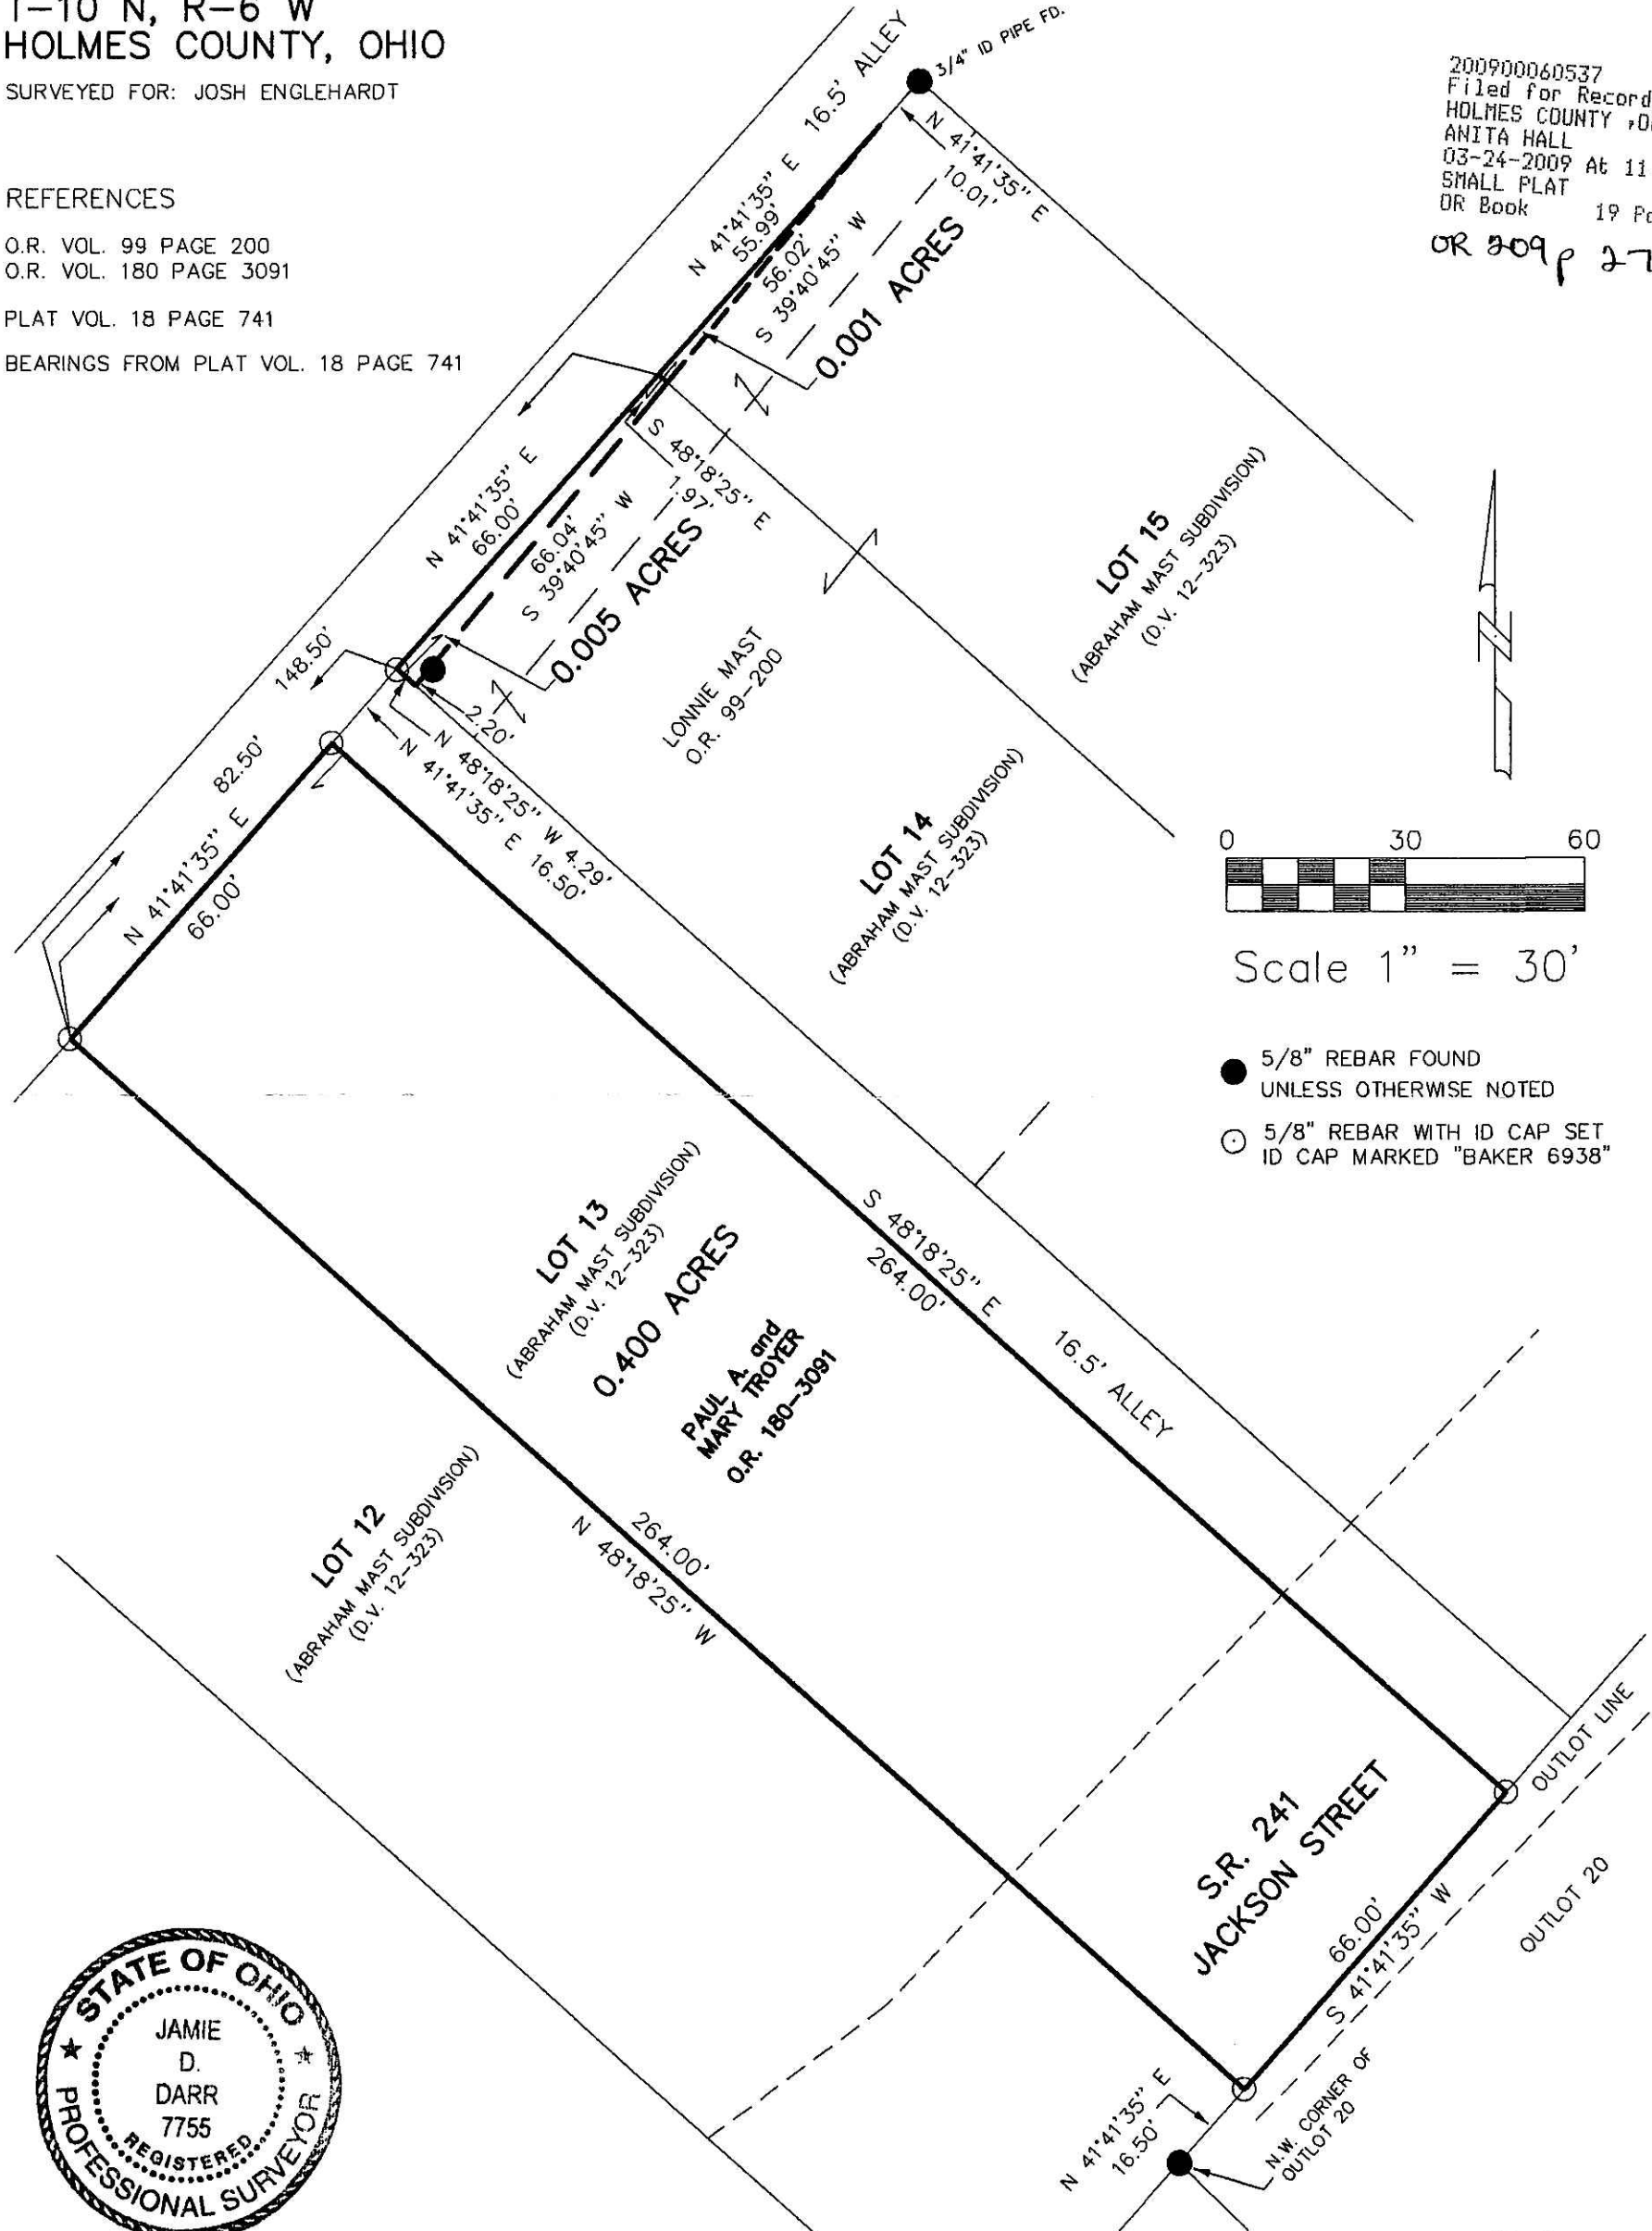 T-10 N, R-6 W
HOLMES COUNTY, OHIO
SURVEYED FOR: JOSH ENGLEHARDT
REFERENCES
O.R. VOL. 99 PAGE 200
O.R. VOL. 180 PAGE 3091
PLAT VOL. 18 PAGE 741
BEARINGS FROM PLAT VOL. 18 PAGE 741
200900060537
Filed for Record
HOLMES COUNTY ,O
ANITA HALL
03-24-2009 At 11
SMALL PLAT
OR Book 19 P
OR 209 p 27
16.5' ALLEY
3/4" ID PIPE FD.
N 41°41'35" E
10.01'
N 41°41'35" E
55.99'
56.02'
S 39°40'45" W
0.001 ACRES
S 48°18'25" E
1.97'
N 41°41'35" E
66.00'
66.04'
S 39°40'45" W
0.005 ACRES
LOT 15
(ABRAHAM MAST SUBDIVISION)
(D.V. 12-323)
LONNIE MAST
O.R. 99-200
148.50'
82.50'
2.20'
N 48°18'25" W 4.29'
N 41°41'35" E 16.50'
N 41°41'35" E
66.00'
LOT 14
(ABRAHAM MAST SUBDIVISION)
(D.V. 12-323)
N
0 30 60
Scale 1" = 30'
5/8" REBAR FOUND
UNLESS OTHERWISE NOTED
5/8" REBAR WITH ID CAP SET
ID CAP MARKED "BAKER 6938"
LOT 13
(ABRAHAM MAST SUBDIVISION)
(D.V. 12-323)
0.400 ACRES
PAUL A. and
MARY TROYER
O.R. 180-3091
S 48°18'25" E
264.00'
16.5' ALLEY
LOT 12
(ABRAHAM MAST SUBDIVISION)
(D.V. 12-323)
264.00'
N 48°18'25" W
S.R. 241
JACKSON STREET
OUTLOT LINE
OUTLOT 20
66.00'
S 41°41'35" W
N 41°41'35" E
16.50'
N.W. CORNER OF
OUTLOT 20
STATE OF OHIO
JAMIE
D.
DARR
7755
REGISTERED
PROFESSIONAL SURVEYOR